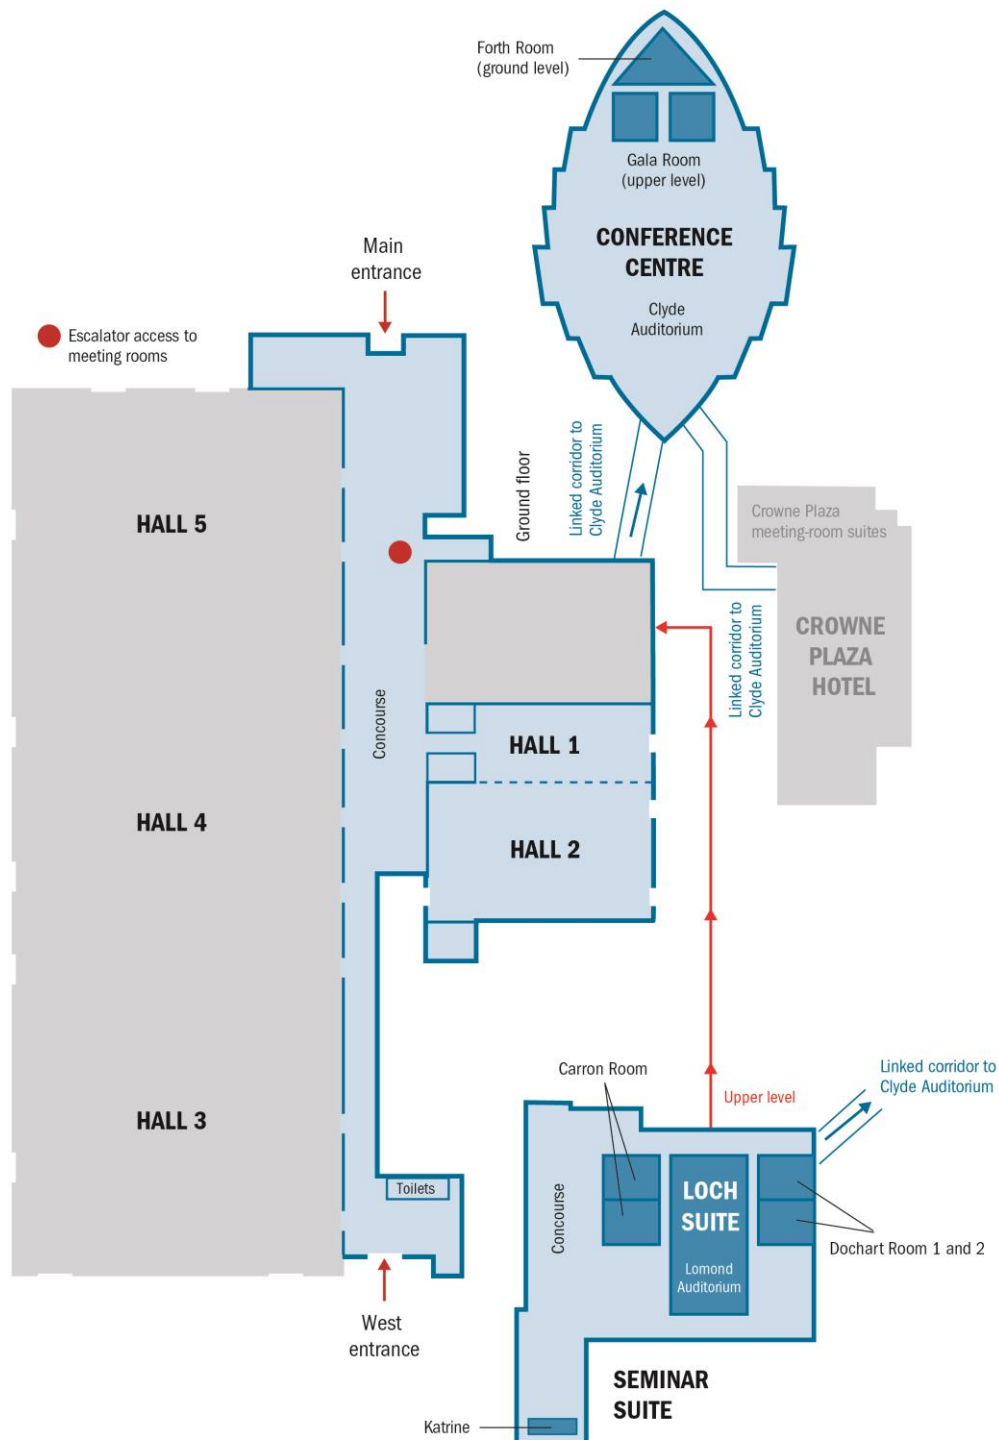 Forth Room
(ground level)
Gala Room
(upper level)
CONFERENCE
CENTRE
Clyde
Auditorium
Main
entrance
Escalator access to
meeting rooms
Linked corridor to
Clyde Auditorium
Ground floor
Crowne Plaza
meeting-room suites
HALL 5
CROWNE
PLAZA
HOTEL
Linked corridor to
Clyde Auditorium
Concourse
HALL 1
HALL 4
HALL 2
Carron Room
Linked corridor to
Clyde Auditorium
Upper level
HALL 3
Toilets
Concourse
LOCH
SUITE
Lomond
Auditorium
Dochart Room 1 and 2
West
entrance
SEMINAR
SUITE
Katrine